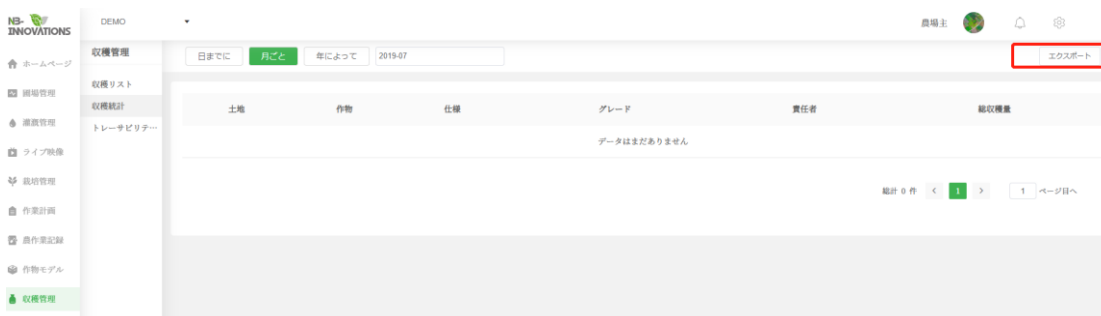 NB-
INNOVATIONS
DEMO
農場主
ホームページ
圃場管理
灌漑管理
ライブ映像
栽培管理
作業計画
農作業記録
作物モデル
収穫管理
収穫管理
収穫リスト
収穫統計
トレーサビリテ…
日までに 月ごと 年によって 2019-07 エクスポート
土地 作物 仕様 グレード 責任者 総収穫量
データはまだありません
総計 0 件 < 1 > 1 ページ目へ